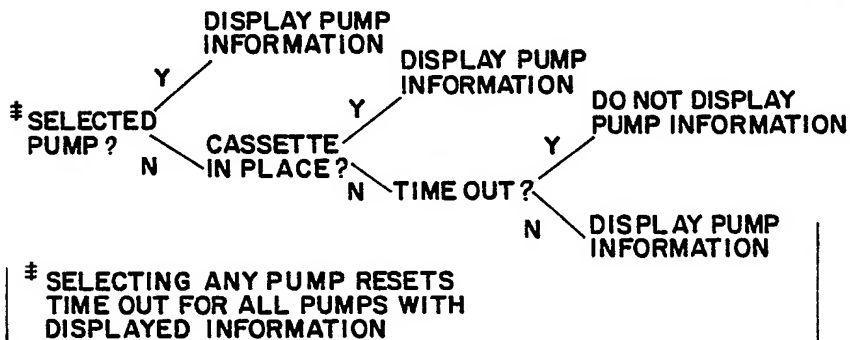 DISPLAY PUMP
INFORMATION
Y
DISPLAY PUMP
INFORMATION
Y
DO NOT DISPLAY
PUMP INFORMATION
‡ SELECTED
PUMP?
N
CASSETTE
IN PLACE?
Y
N
TIME OUT?
N
DISPLAY PUMP
INFORMATION
‡ SELECTING ANY PUMP RESETS
TIME OUT FOR ALL PUMPS WITH
DISPLAYED INFORMATION